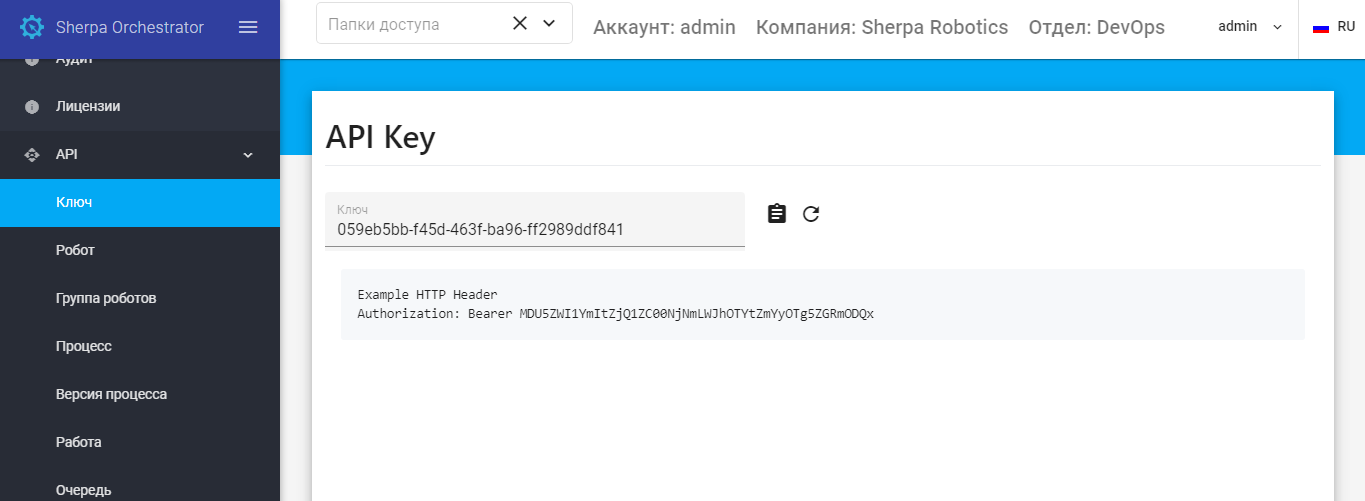 Sherpa Orchestrator
Папки доступа
Аккаунт: admin Компания: Sherpa Robotics Отдел: DevOps
admin
RU
Аудит
Лицензии
API
Ключ
Робот
Группа роботов
Процесс
Версия процесса
Работа
Очередь
API Key
Ключ
059eb5bb-f45d-463f-ba96-ff2989ddf841
Example HTTP Header
Authorization: Bearer MDU5ZWI1YmItZjQ1ZC00NjNmLWJhOTYtZmYyOTg5ZGRmODQx